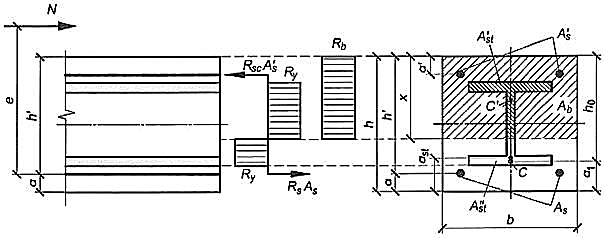 N
e
h'
a
R_sc A'_s
R_y
R_b
R_y
R_s A_s
h
h'
x
a'
a_st
a
A'_st
A'_s
C'
A_b
h_0
a_1
C
A''_st
A_s
b